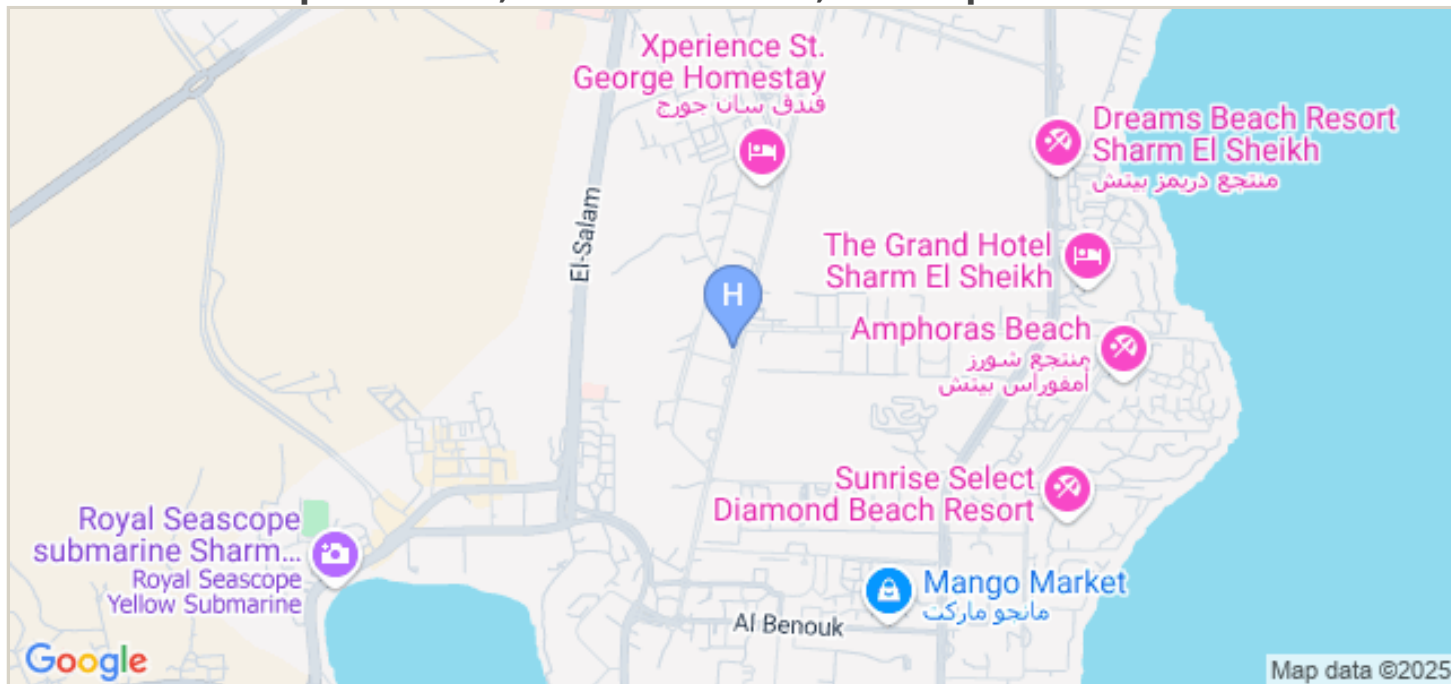 Xperience St.
George Homestay
فندق سان جورج
Dreams Beach Resort
Sharm El Sheikh
منتجع دريمز بيتش
El-Salam
The Grand Hotel
Sharm El Sheikh
H
Amphoras Beach
منتجع شورز
أمفوراس بيتش
Sunrise Select
Diamond Beach Resort
Royal Seascope
submarine Sharm...
Royal Seascope
Yellow Submarine
Mango Market
مانجو ماركت
Al Benouk
Google
Map data ©2025